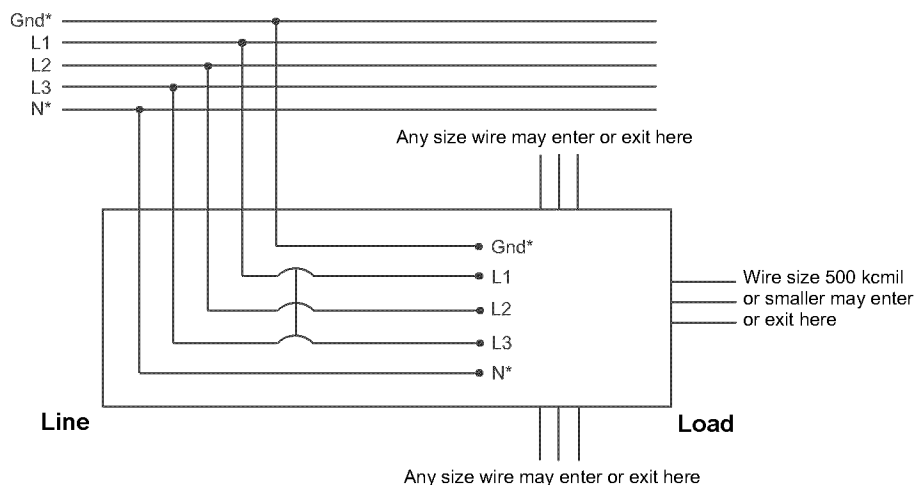 Gnd*
L1
L2
L3
N*
Any size wire may enter or exit here
Gnd*
L1
L2
L3
N*
Wire size 500 kcmil
or smaller may enter
or exit here
Line
Load
Any size wire may enter or exit here